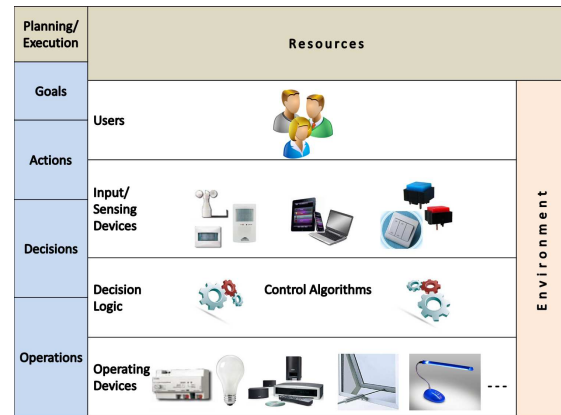 Planning/
Execution
Resources
Goals
Users
Actions
Input/
Sensing
Devices
Decisions
Decision
Logic
Control Algorithms
Operations
Operating
Devices
---
Environment